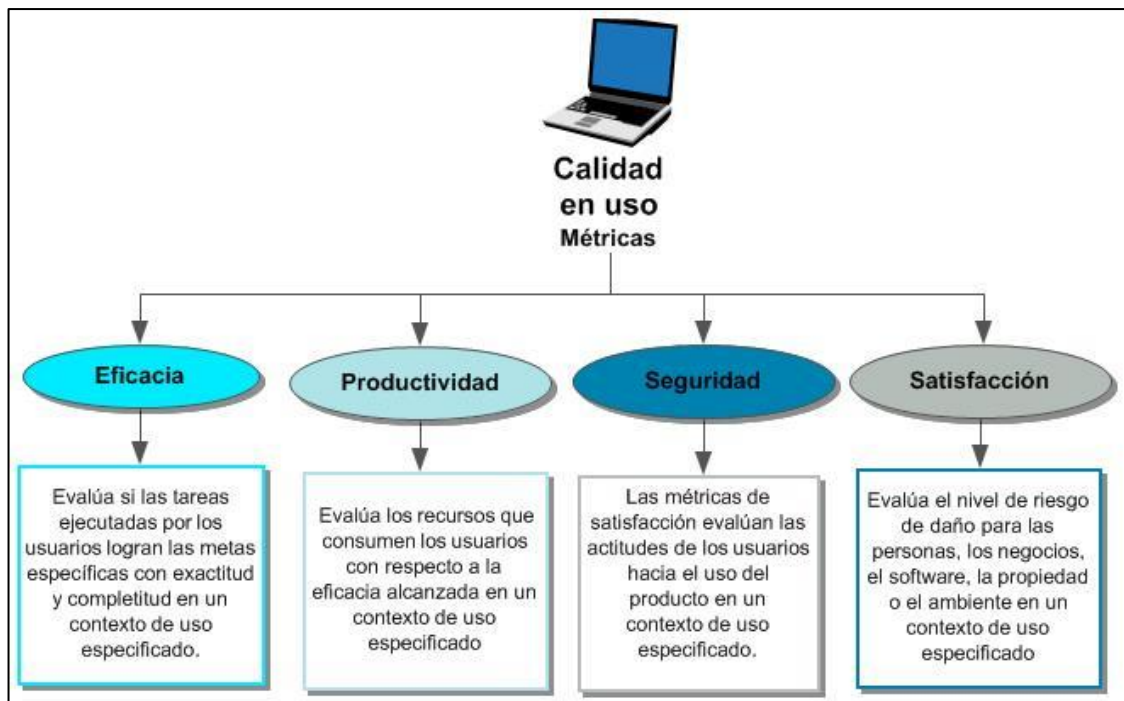 Calidad
en uso
Métricas
Eficacia
Productividad
Seguridad
Satisfacción
Evalúa si las tareas
ejecutadas por los
usuarios logran las metas
específicas con exactitud
y completitud en un
contexto de uso
especificado.
Evalúa los recursos que
consumen los usuarios
con respecto a la
eficacia alcanzada en un
contexto de uso
especificado
Las métricas de
satisfacción evalúan las
actitudes de los usuarios
hacia el uso del
producto en un
contexto de uso
especificado.
Evalúa el nivel de riesgo
de daño para las
personas, los negocios,
el software, la propiedad
o el ambiente en un
contexto de uso
especificado